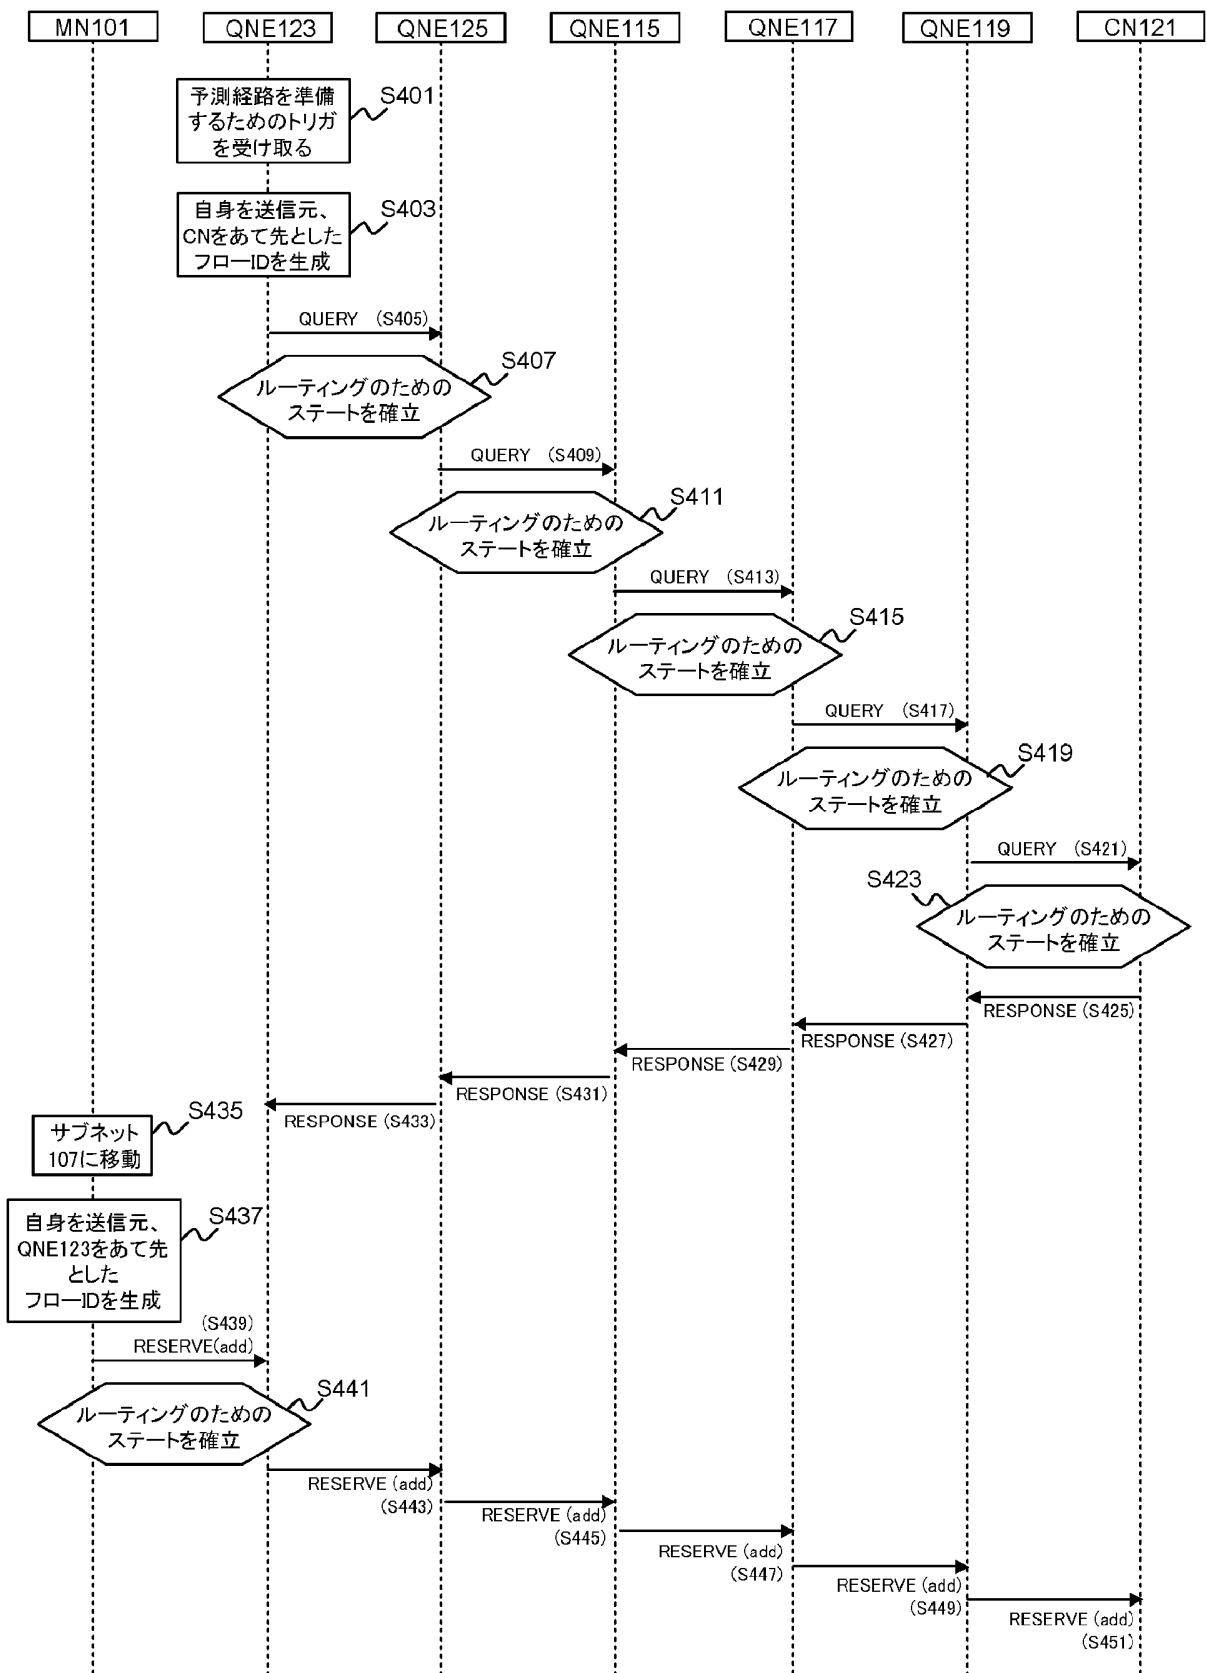 MN101
QNE123
QNE125
QNE115
QNE117
QNE119
CN121
予測経路を準備
するためのトリガ
を受け取る
S401
自身を送信元、
CNをあて先とした
フローIDを生成
S403
QUERY (S405)
ルーティングのための
ステートを確立
S407
QUERY (S409)
ルーティングのための
ステートを確立
S411
QUERY (S413)
ルーティングのための
ステートを確立
S415
QUERY (S417)
ルーティングのための
ステートを確立
S419
QUERY (S421)
S423
ルーティングのための
ステートを確立
RESPONSE (S425)
RESPONSE (S427)
RESPONSE (S429)
RESPONSE (S431)
RESPONSE (S433)
サブネット
107に移動
S435
自身を送信元、
QNE123をあて先
とした
フローIDを生成
S437
(S439)
RESERVE(add)
ルーティングのための
ステートを確立
S441
RESERVE (add)
(S443)
RESERVE (add)
(S445)
RESERVE (add)
(S447)
RESERVE (add)
(S449)
RESERVE (add)
(S451)